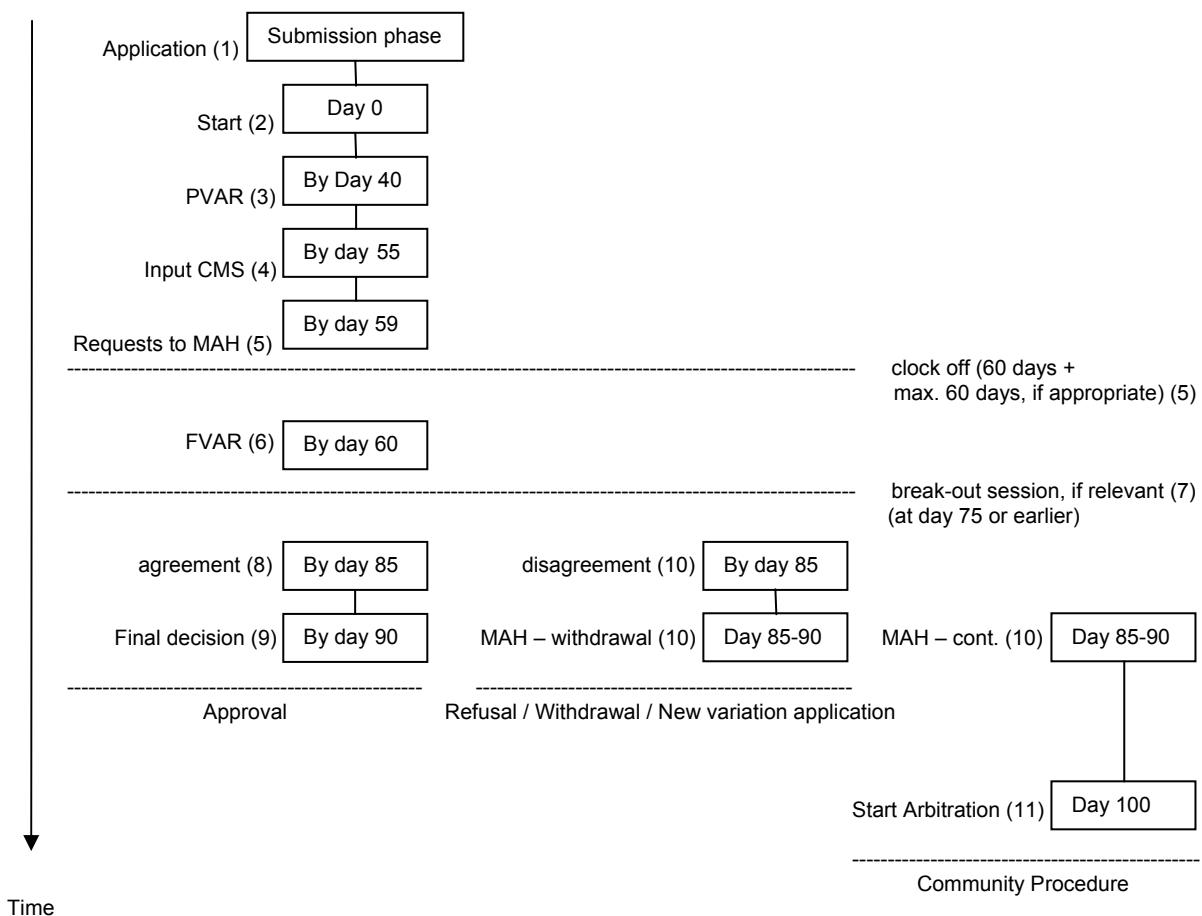 Application (1) Submission phase
Start (2) Day 0
PVAR (3) By Day 40
Input CMS (4) By day 55
Requests to MAH (5) By day 59
clock off (60 days +
max. 60 days, if appropriate) (5)
FVAR (6) By day 60
break-out session, if relevant (7)
(at day 75 or earlier)
agreement (8) By day 85 disagreement (10) By day 85
Final decision (9) By day 90 MAH – withdrawal (10) Day 85-90 MAH – cont. (10) Day 85-90
Approval Refusal / Withdrawal / New variation application
Start Arbitration (11) Day 100
Community Procedure
Time